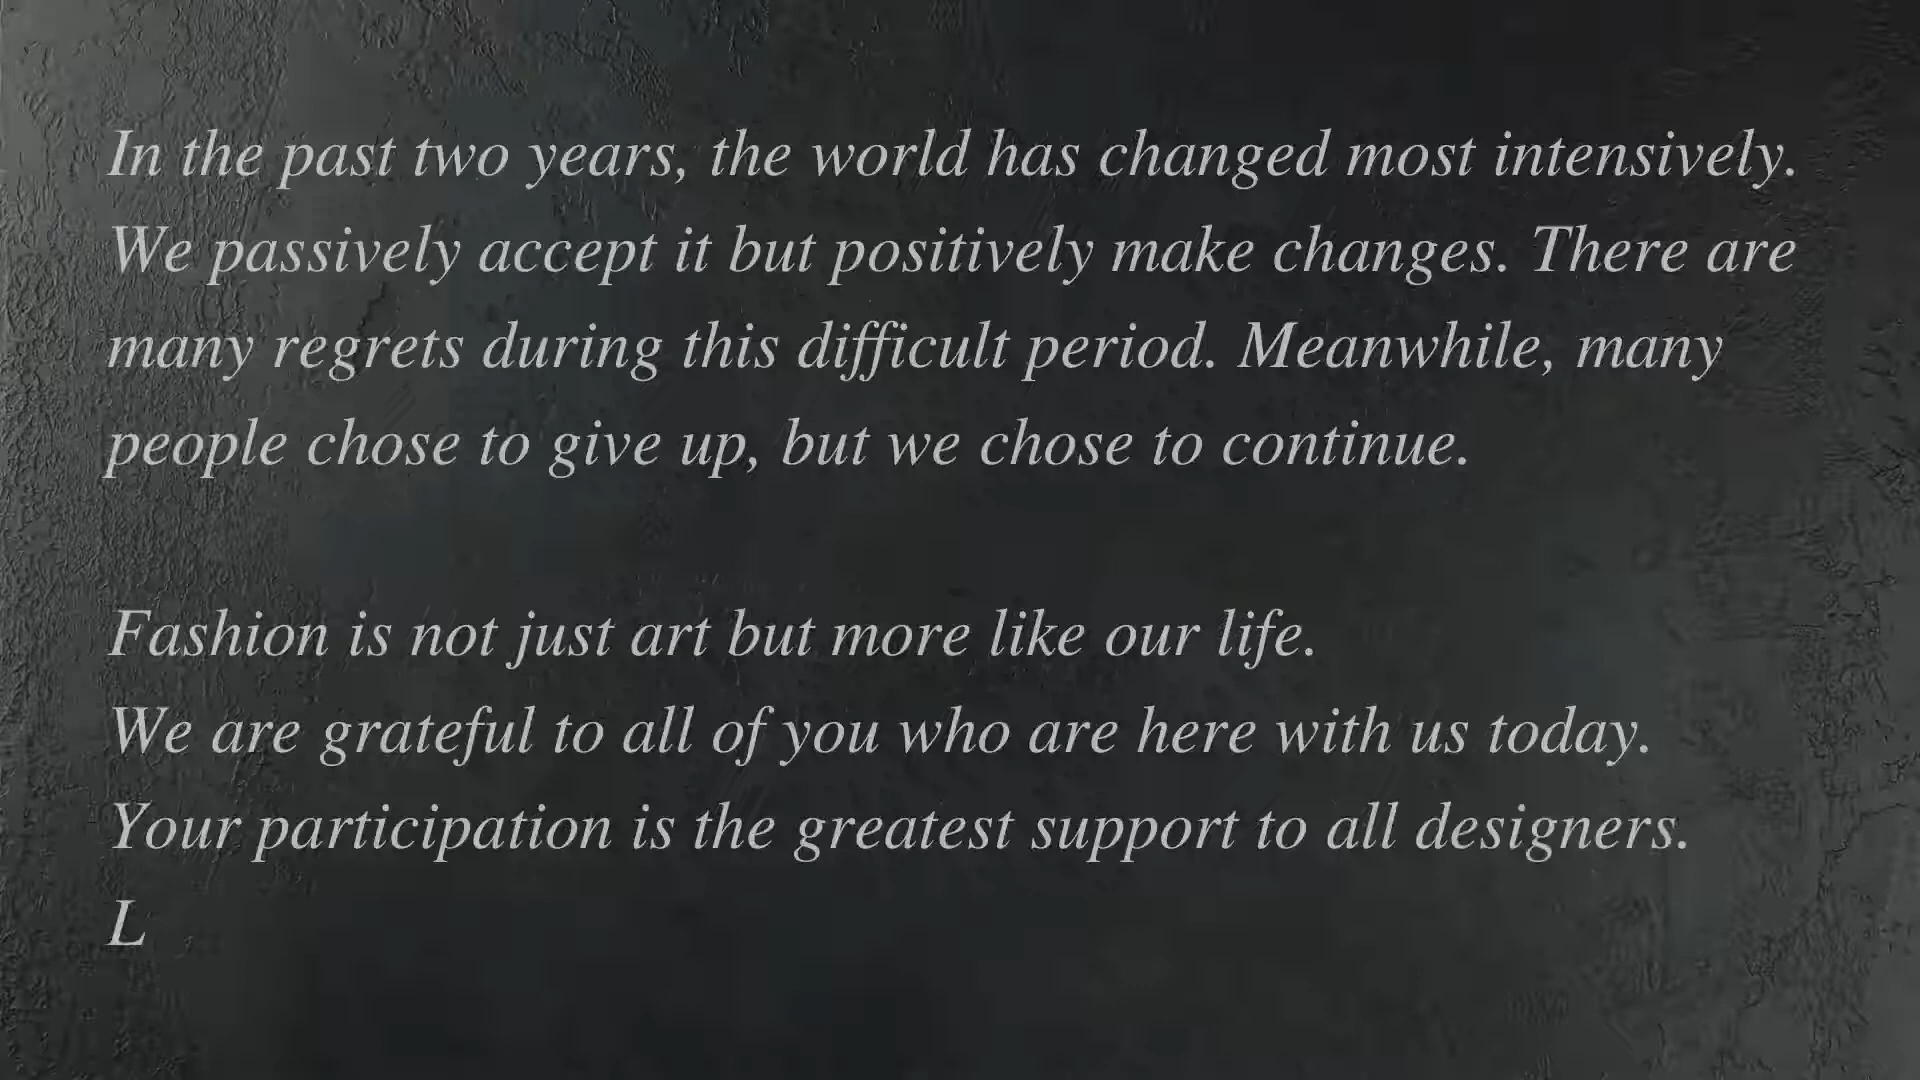 In the past two years, the world has changed most intensively.
We passively accept it but positively make changes. There are
many regrets during this difficult period. Meanwhile, many
people chose to give up, but we chose to continue.
Fashion is not just art but more like our life.
We are grateful to all of you who are here with us today.
Your participation is the greatest support to all designers.
L